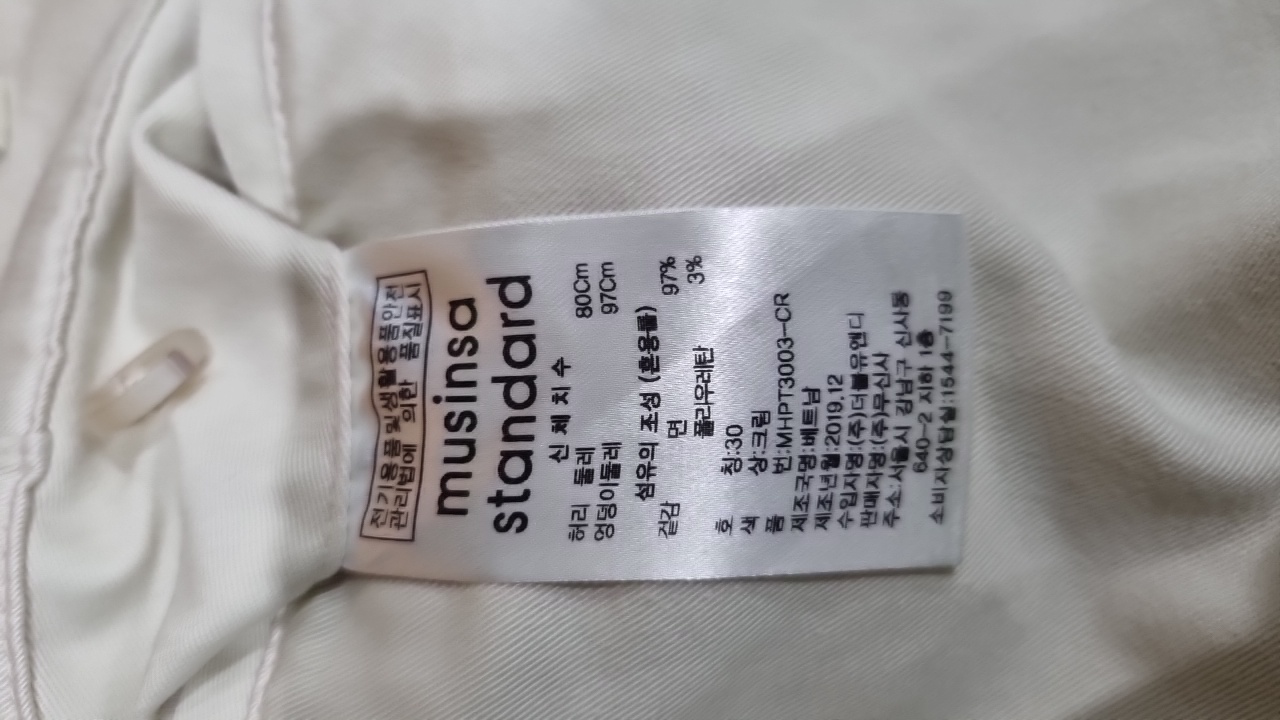 전기용품및생활용품안전
관리법에 의한 품질표시
musinsa
standard
신체치수
허리 둘레 80Cm
엉덩이둘레 97Cm
섬유의 조성 (혼용률)
겉감 면 97%
폴리우레탄 3%
호 칭:30
색 상:크림
품 번:MHPT3003-CR
제조국명:베트남
제조년월:2019.12
수입자명:(주)더블유엔디
판매자명:(주)무신사
주소:서울시 강남구 신사동
640-2 지하 1층
소비자상담실:1544-7199